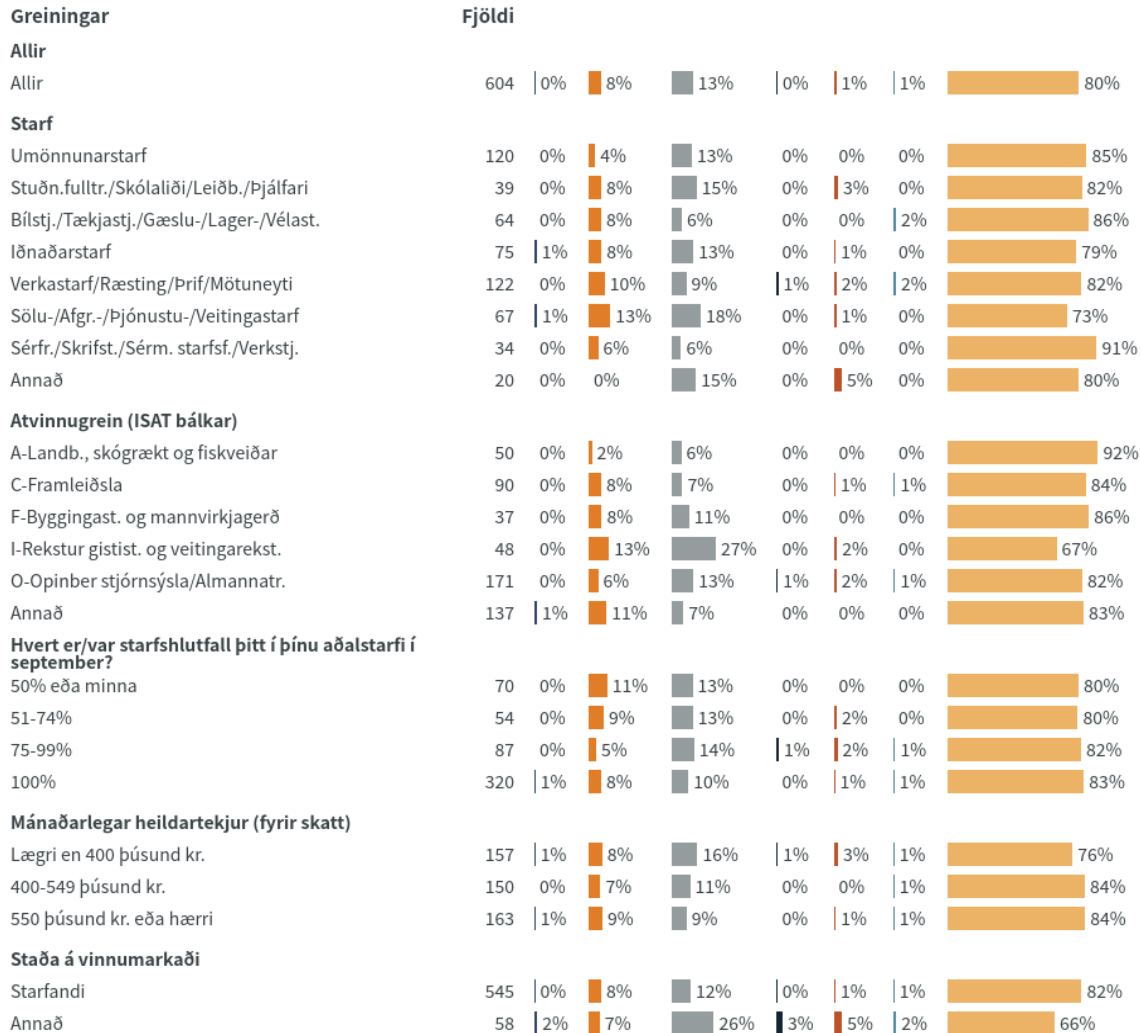 Greiningar Fjöldi
Allir
Allir 604 0% 8% 13% 0% 1% 1% 80%
Starf
Umönnunarstarf 120 0% 4% 13% 0% 0% 0% 85%
Stuðn.fulltr./Skólaliði/Leiðb./Þjálfari 39 0% 8% 15% 0% 3% 0% 82%
Bílstj./Tækjastj./Gæslu-/Lager-/Vélast. 64 0% 8% 6% 0% 0% 2% 86%
Iðnaðarstarf 75 1% 8% 13% 0% 1% 0% 79%
Verkastarf/Ræsting/Þrif/Mötuneyti 122 0% 10% 9% 1% 2% 2% 82%
Sölu-/Afgr.-/Þjónustu-/Veitingastarf 67 1% 13% 18% 0% 1% 0% 73%
Sérfr./Skrifst./Sérm. starfsf./Verkstj. 34 0% 6% 6% 0% 0% 0% 91%
Annað 20 0% 0% 15% 0% 5% 0% 80%
Atvinnugrein (ISAT bálkar)
A-Landb., skógrækt og fiskveiðar 50 0% 2% 6% 0% 0% 0% 92%
C-Framleiðsla 90 0% 8% 7% 0% 1% 1% 84%
F-Byggingast. og mannvirkjagerð 37 0% 8% 11% 0% 0% 0% 86%
I-Rekstur gistist. og veitingarekst. 48 0% 13% 27% 0% 2% 0% 67%
O-Opinber stjórnsýsla/Almannatr. 171 0% 6% 13% 1% 2% 1% 82%
Annað 137 1% 11% 7% 0% 0% 0% 83%
Hvert er/var starfshlutfall þitt í þínu aðalstarfi í
september?
50% eða minna 70 0% 11% 13% 0% 0% 0% 80%
51-74% 54 0% 9% 13% 0% 2% 0% 80%
75-99% 87 0% 5% 14% 1% 2% 1% 82%
100% 320 1% 8% 10% 0% 1% 1% 83%
Mánaðarlegar heildartekjur (fyrir skatt)
Lægri en 400 þúsund kr. 157 1% 8% 16% 1% 3% 1% 76%
400-549 þúsund kr. 150 0% 7% 11% 0% 0% 1% 84%
550 þúsund kr. eða hærri 163 1% 9% 9% 0% 1% 1% 84%
Staða á vinnumarkaði
Starfandi 545 0% 8% 12% 0% 1% 1% 82%
Annað 58 2% 7% 26% 3% 5% 2% 66%